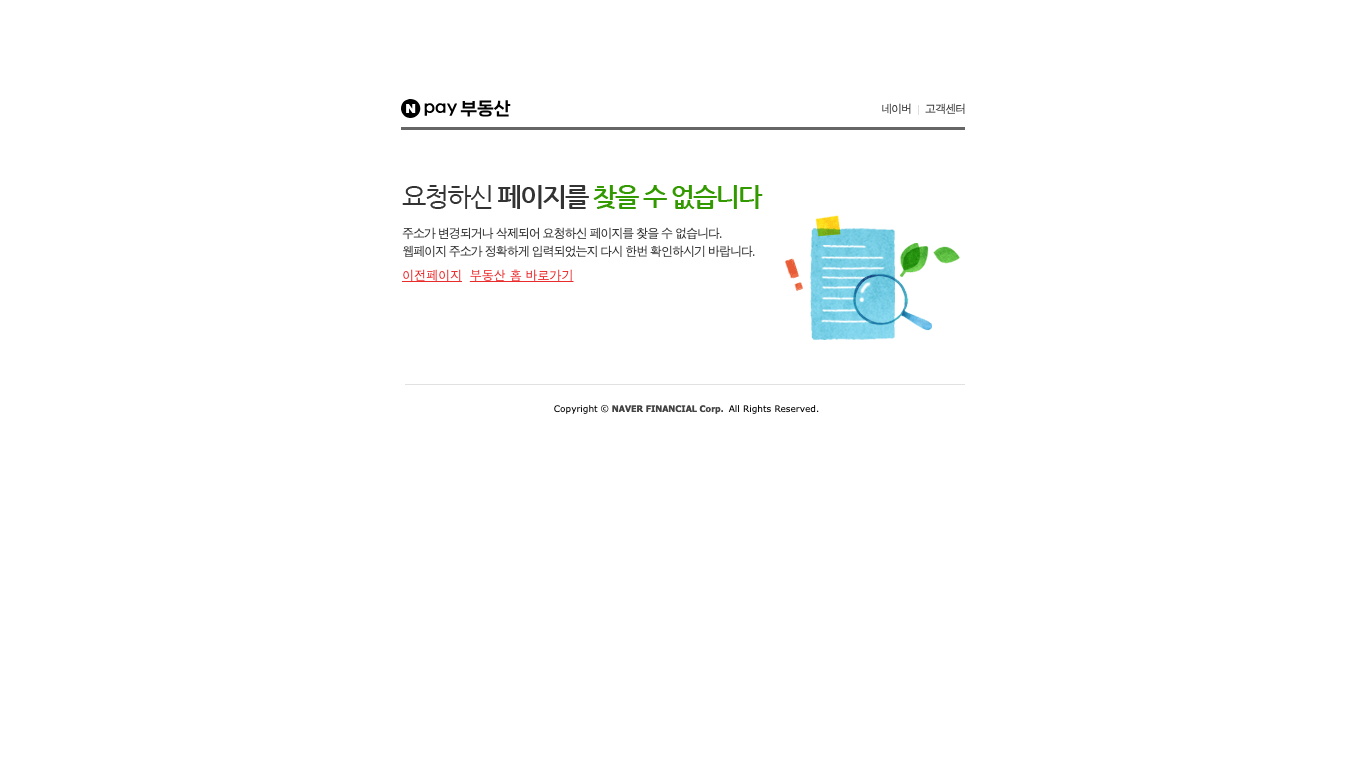 N pay 부동산
네이버 | 고객센터
요청하신 페이지를 찾을 수 없습니다
주소가 변경되거나 삭제되어 요청하신 페이지를 찾을 수 없습니다.
웹페이지 주소가 정확하게 입력되었는지 다시 한번 확인하시기 바랍니다.
이전페이지 부동산 홈 바로가기
Copyright © NAVER FINANCIAL Corp. All Rights Reserved.